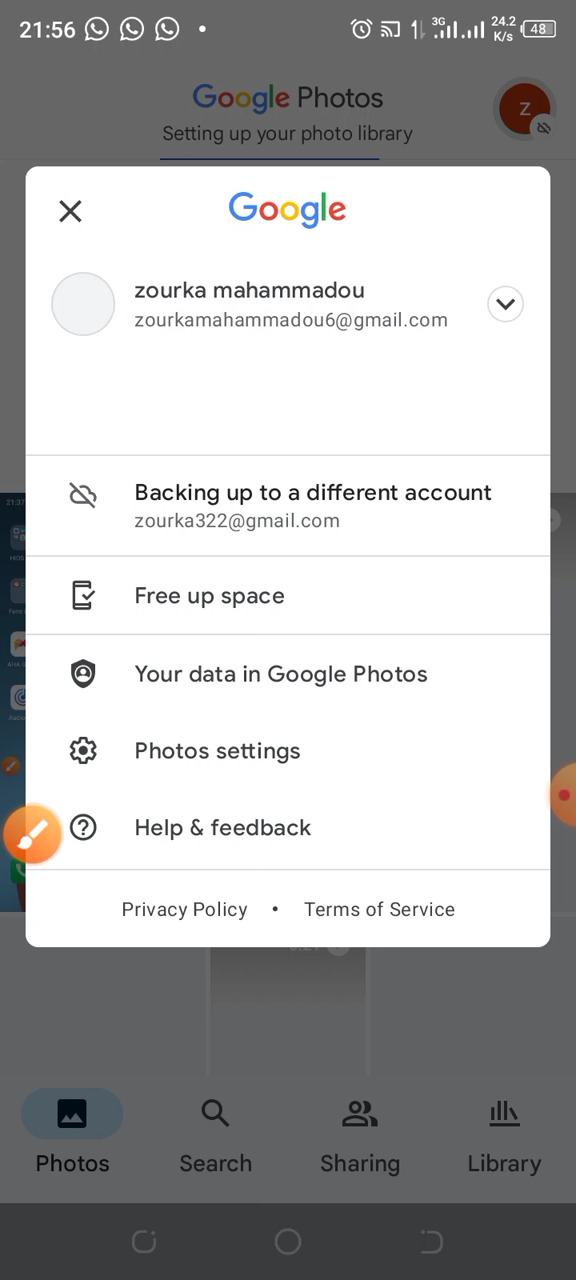 21:56
3G
24.2
K/s
48
Google Photos
Z
Setting up your photo library
Google
zourka mahammadou
zourkamahammadou6@gmail.com
Backing up to a different account
zourka322@gmail.com
Free up space
Your data in Google Photos
Photos settings
Help & feedback
Privacy Policy • Terms of Service
Photos
Search
Sharing
Library